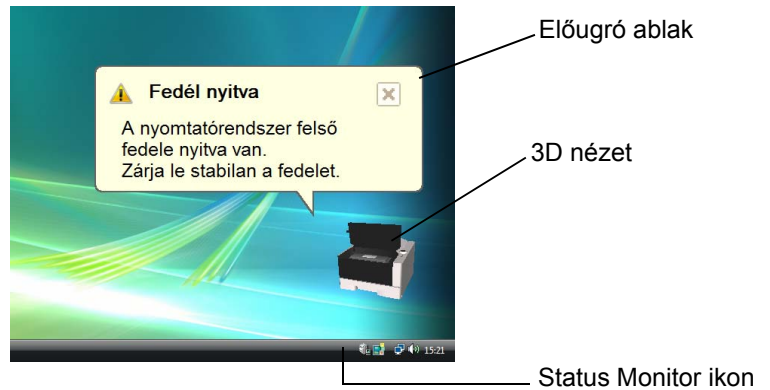 Előugró ablak
Fedél nyitva
A nyomtatórendszer felső
fedele nyitva van.
Zárja le stabilan a fedelet.
3D nézet
15:21
Status Monitor ikon